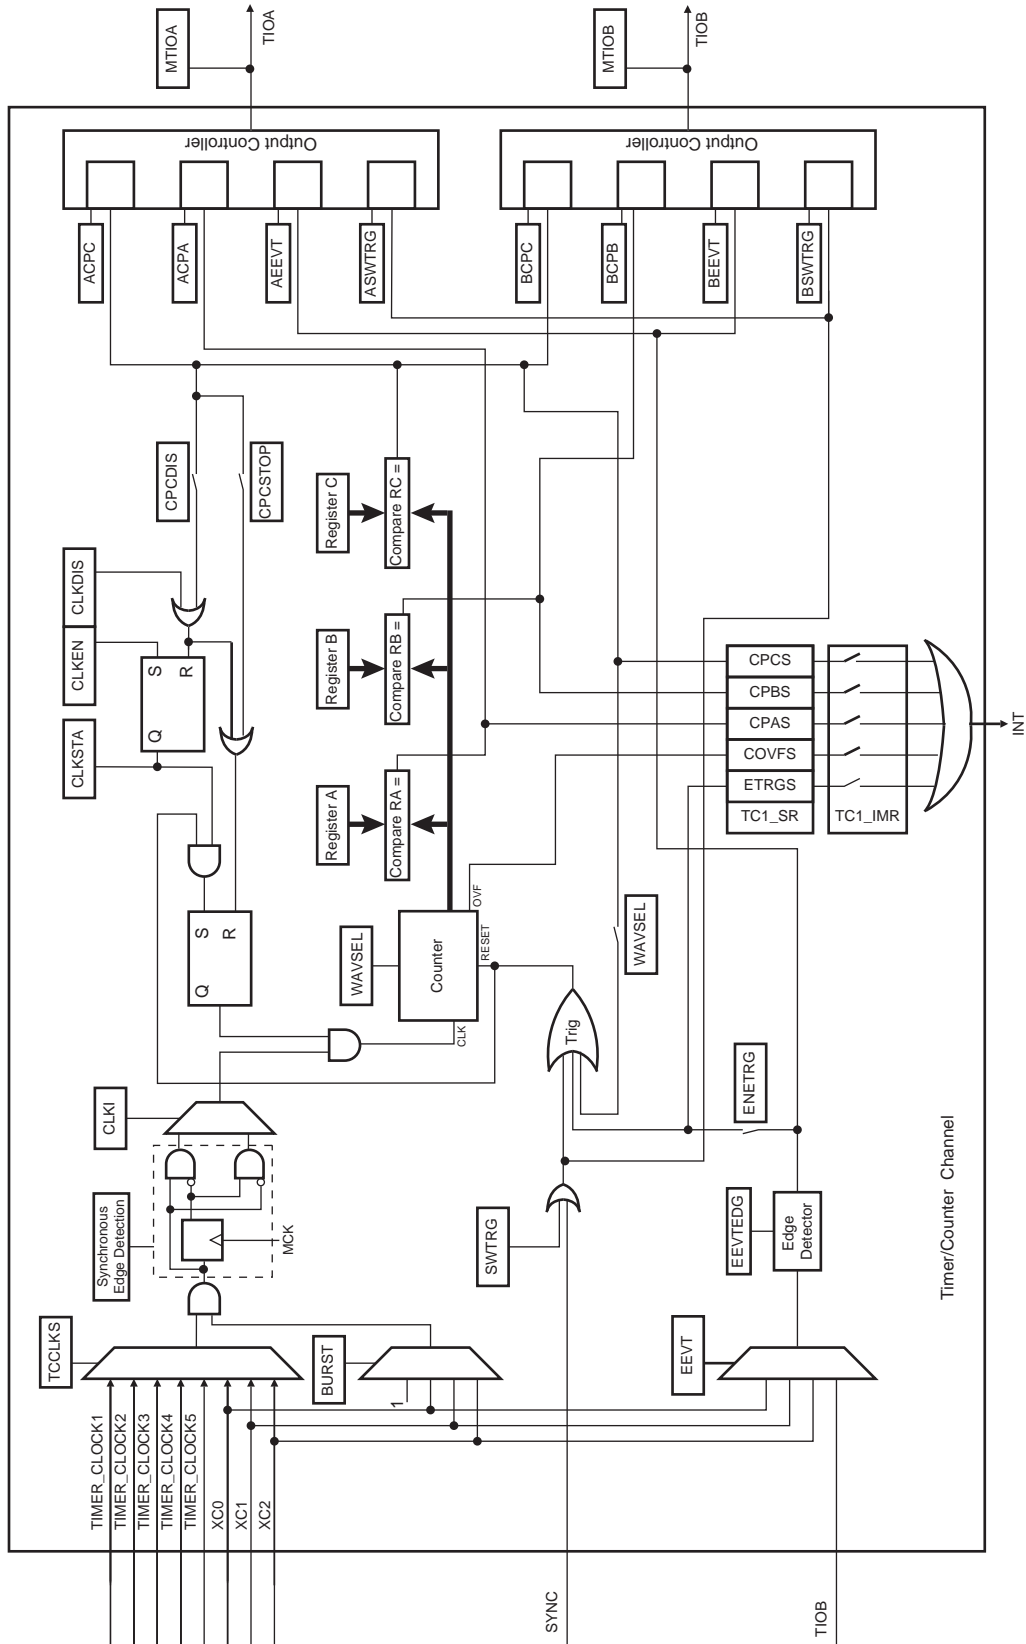 TIMER_CLOCK1
TIMER_CLOCK2
TIMER_CLOCK3
TIMER_CLOCK4
TIMER_CLOCK5
XC0
XC1
XC2
TCCLKS
Synchronous
Edge Detection
MCK
CLKI
BURST
1
SYNC
SWTRG
TIOB
EEVT
EEVTEDG
Edge
Detector
ENETRG
Trig
WAVSEL
Q
S
R
CLKSTA
CLKEN
CLKDIS
Q
S
R
CPCDIS
CPCSTOP
WAVSEL
Counter
CLK
RESET
OVF
Register A
Compare RA =
Register B
Compare RB =
Register C
Compare RC =
CPCS
CPBS
CPAS
COVFS
ETRGS
TC1_SR
TC1_IMR
INT
ACPC
ACPA
AEEVT
ASWTRG
Output Controller
MTIOA
TIOA
BCPC
BCPB
BEEVT
BSWTRG
Output Controller
MTIOB
TIOB
Timer/Counter Channel